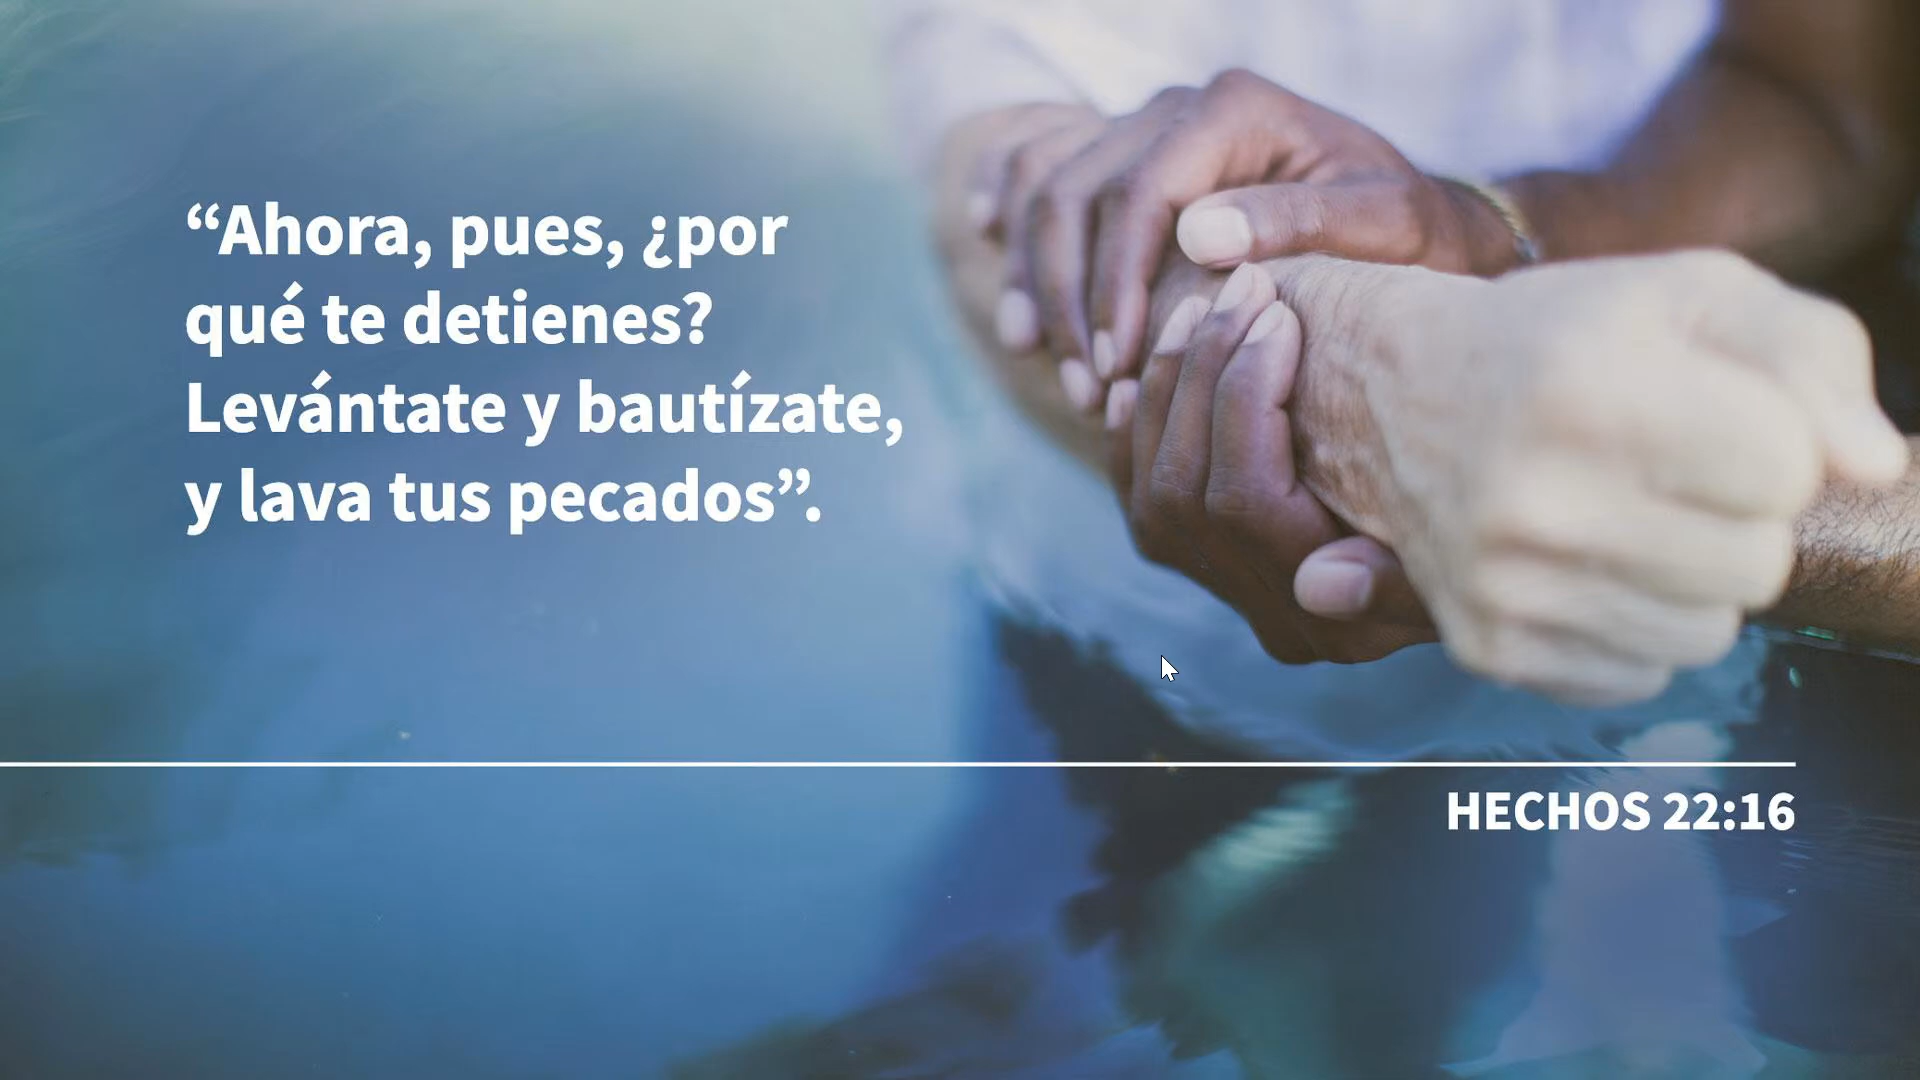 “Ahora, pues, ¿por
qué te detienes?
Levántate y bautízate,
y lava tus pecados”.
HECHOS 22:16